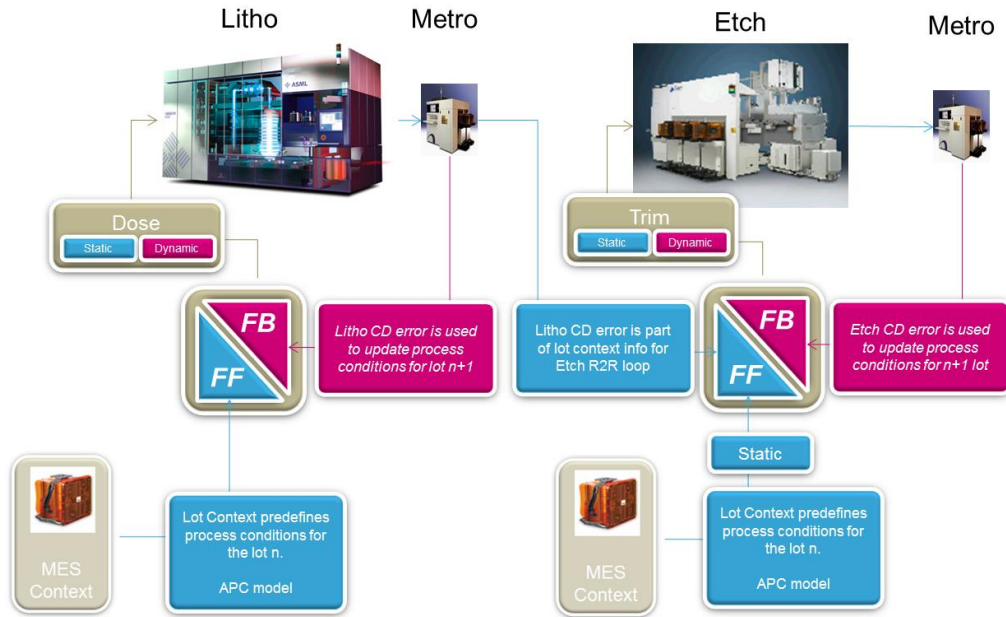 Litho
Metro
Etch
Metro
ASML
Dose
Static
Dynamic
Trim
Static
Dynamic
FB
FF
Litho CD error is used
to update process
conditions for lot n+1
Litho CD error is part
of lot context info for
Etch R2R loop
FB
FF
Etch CD error is used
to update process
conditions for n+1 lot
Static
MES
Context
Lot Context predefines
process conditions for
the lot n.
APC model
MES
Context
Lot Context predefines
process conditions for
the lot n.
APC model